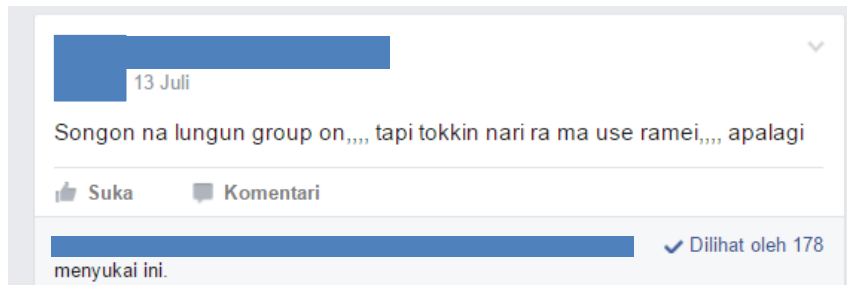 13 Juli
Songon na lungun group on,,,, tapi tokkin nari ra ma use ramei,,,, apalagi
Suka Komentari
Dilihat oleh 178
menyukai ini.